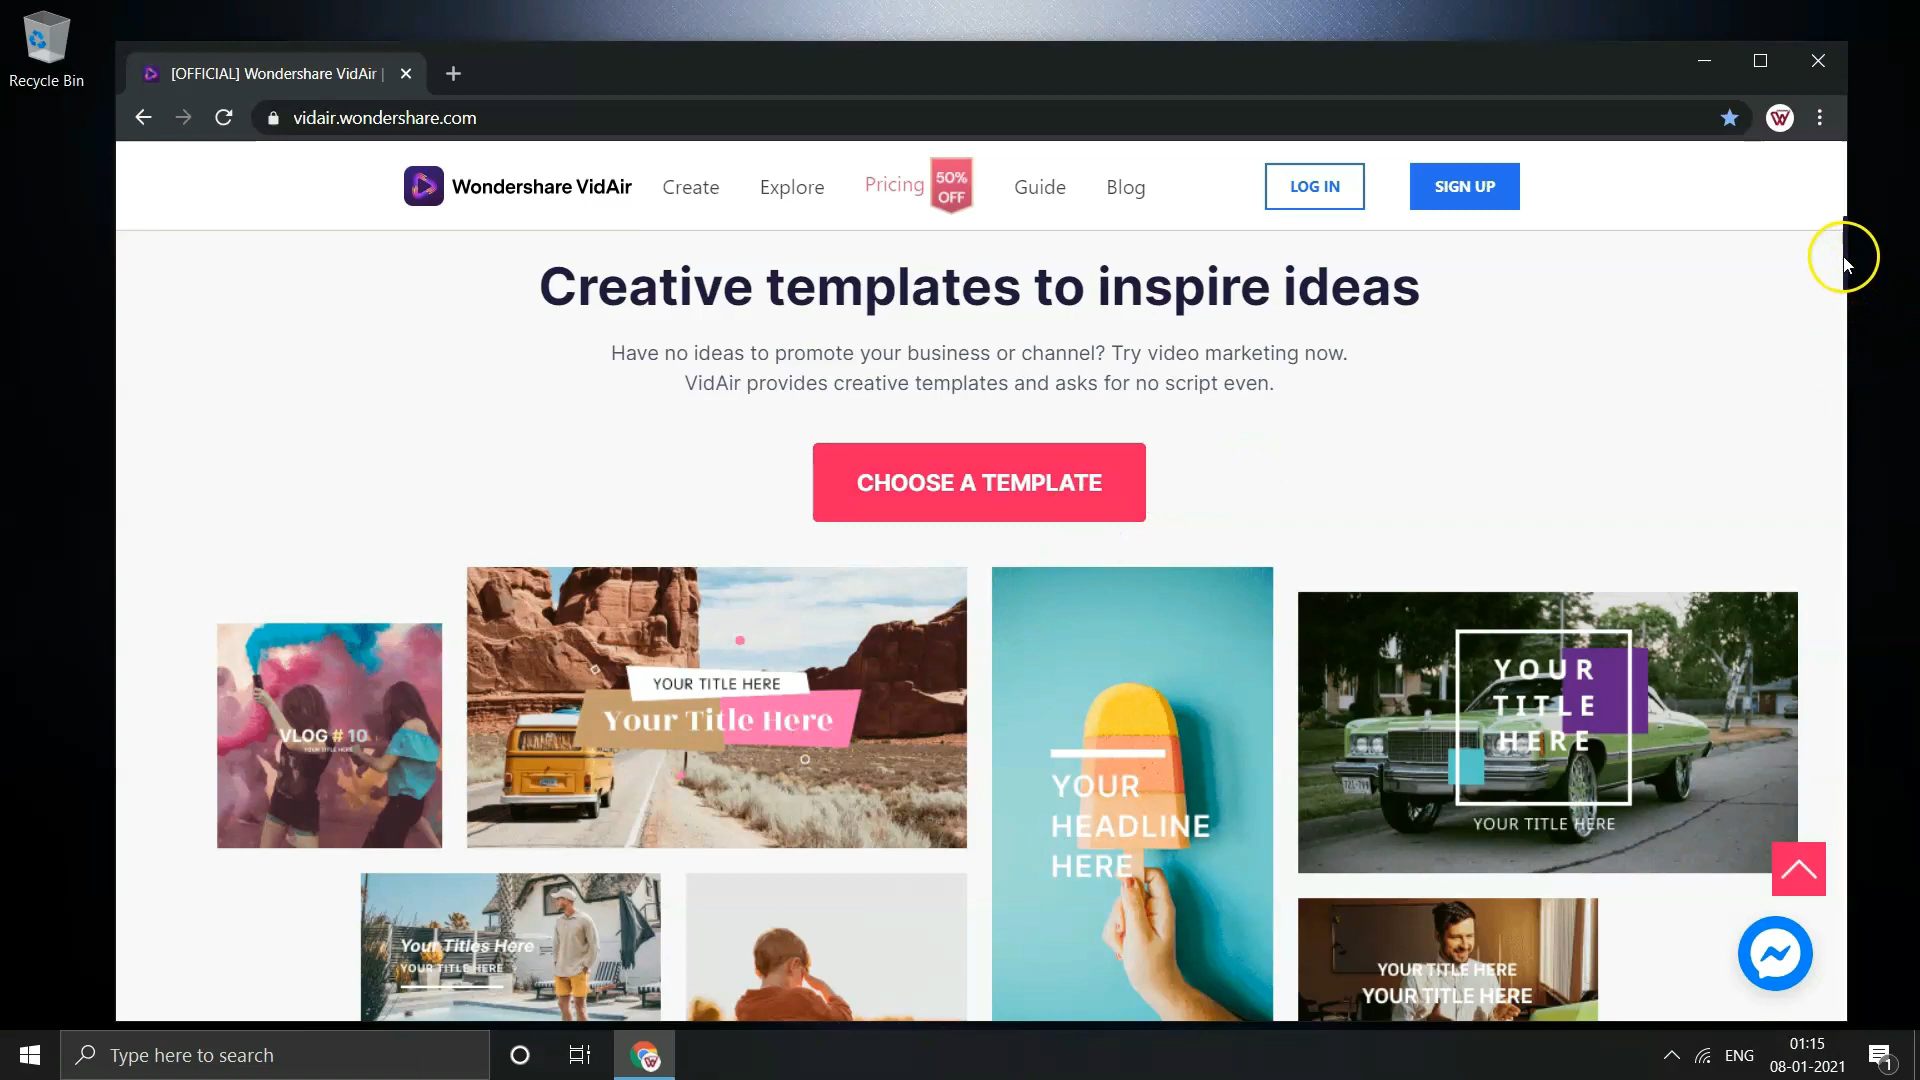 Recycle Bin
[OFFICIAL] Wondershare VidAir |
vidair.wondershare.com
Wondershare VidAir
Create
Explore
Pricing
50%
OFF
Guide
Blog
LOG IN
SIGN UP
Creative templates to inspire ideas
Have no ideas to promote your business or channel? Try video marketing now.
VidAir provides creative templates and asks for no script even.
CHOOSE A TEMPLATE
VLOG # 10
YOUR TITLE HERE
YOUR TITLE HERE
Your Title Here
YOUR
HEADLINE
HERE
YOUR
TITLE
HERE
YOUR TITLE HERE
Your Titles Here
YOUR TITLE HERE
YOUR TITLE HERE
YOUR TITLE HERE
Type here to search
ENG
01:15
08-01-2021
1